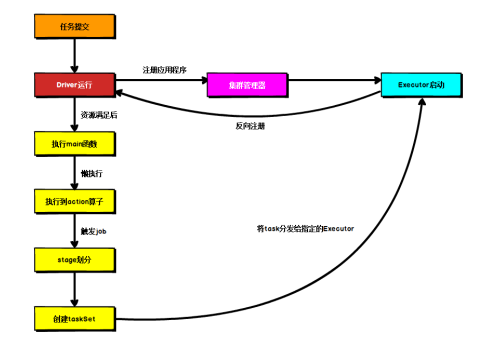 任务提交
注册应用程序
Driver运行
集群管理器
Executor启动
资源满足后
反向注册
执行main函数
懒执行
执行到action算子
触发job
将task分发给指定的Executor
stage划分
创建taskSet